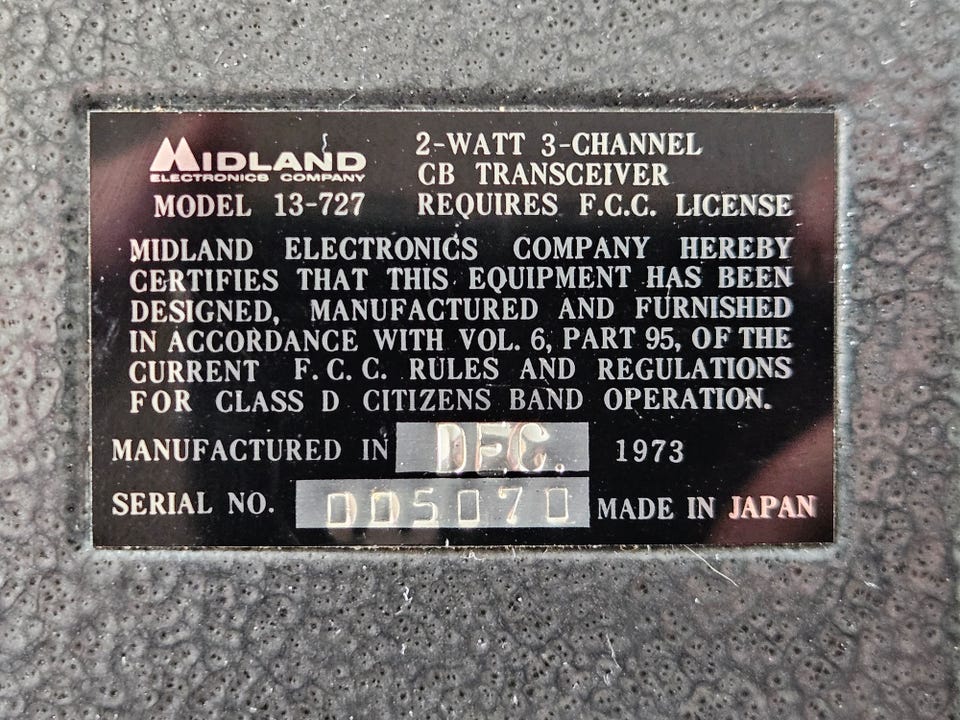 MIDLAND
ELECTRONICS COMPANY
MODEL 13-727
2-WATT 3-CHANNEL
CB TRANSCEIVER
REQUIRES F.C.C. LICENSE
MIDLAND ELECTRONICS COMPANY HEREBY
CERTIFIES THAT THIS EQUIPMENT HAS BEEN
DESIGNED, MANUFACTURED AND FURNISHED
IN ACCORDANCE WITH VOL. 6, PART 95, OF THE
CURRENT F.C.C. RULES AND REGULATIONS
FOR CLASS D CITIZENS BAND OPERATION.
MANUFACTURED IN DEC. 1973
SERIAL NO. 005070 MADE IN JAPAN